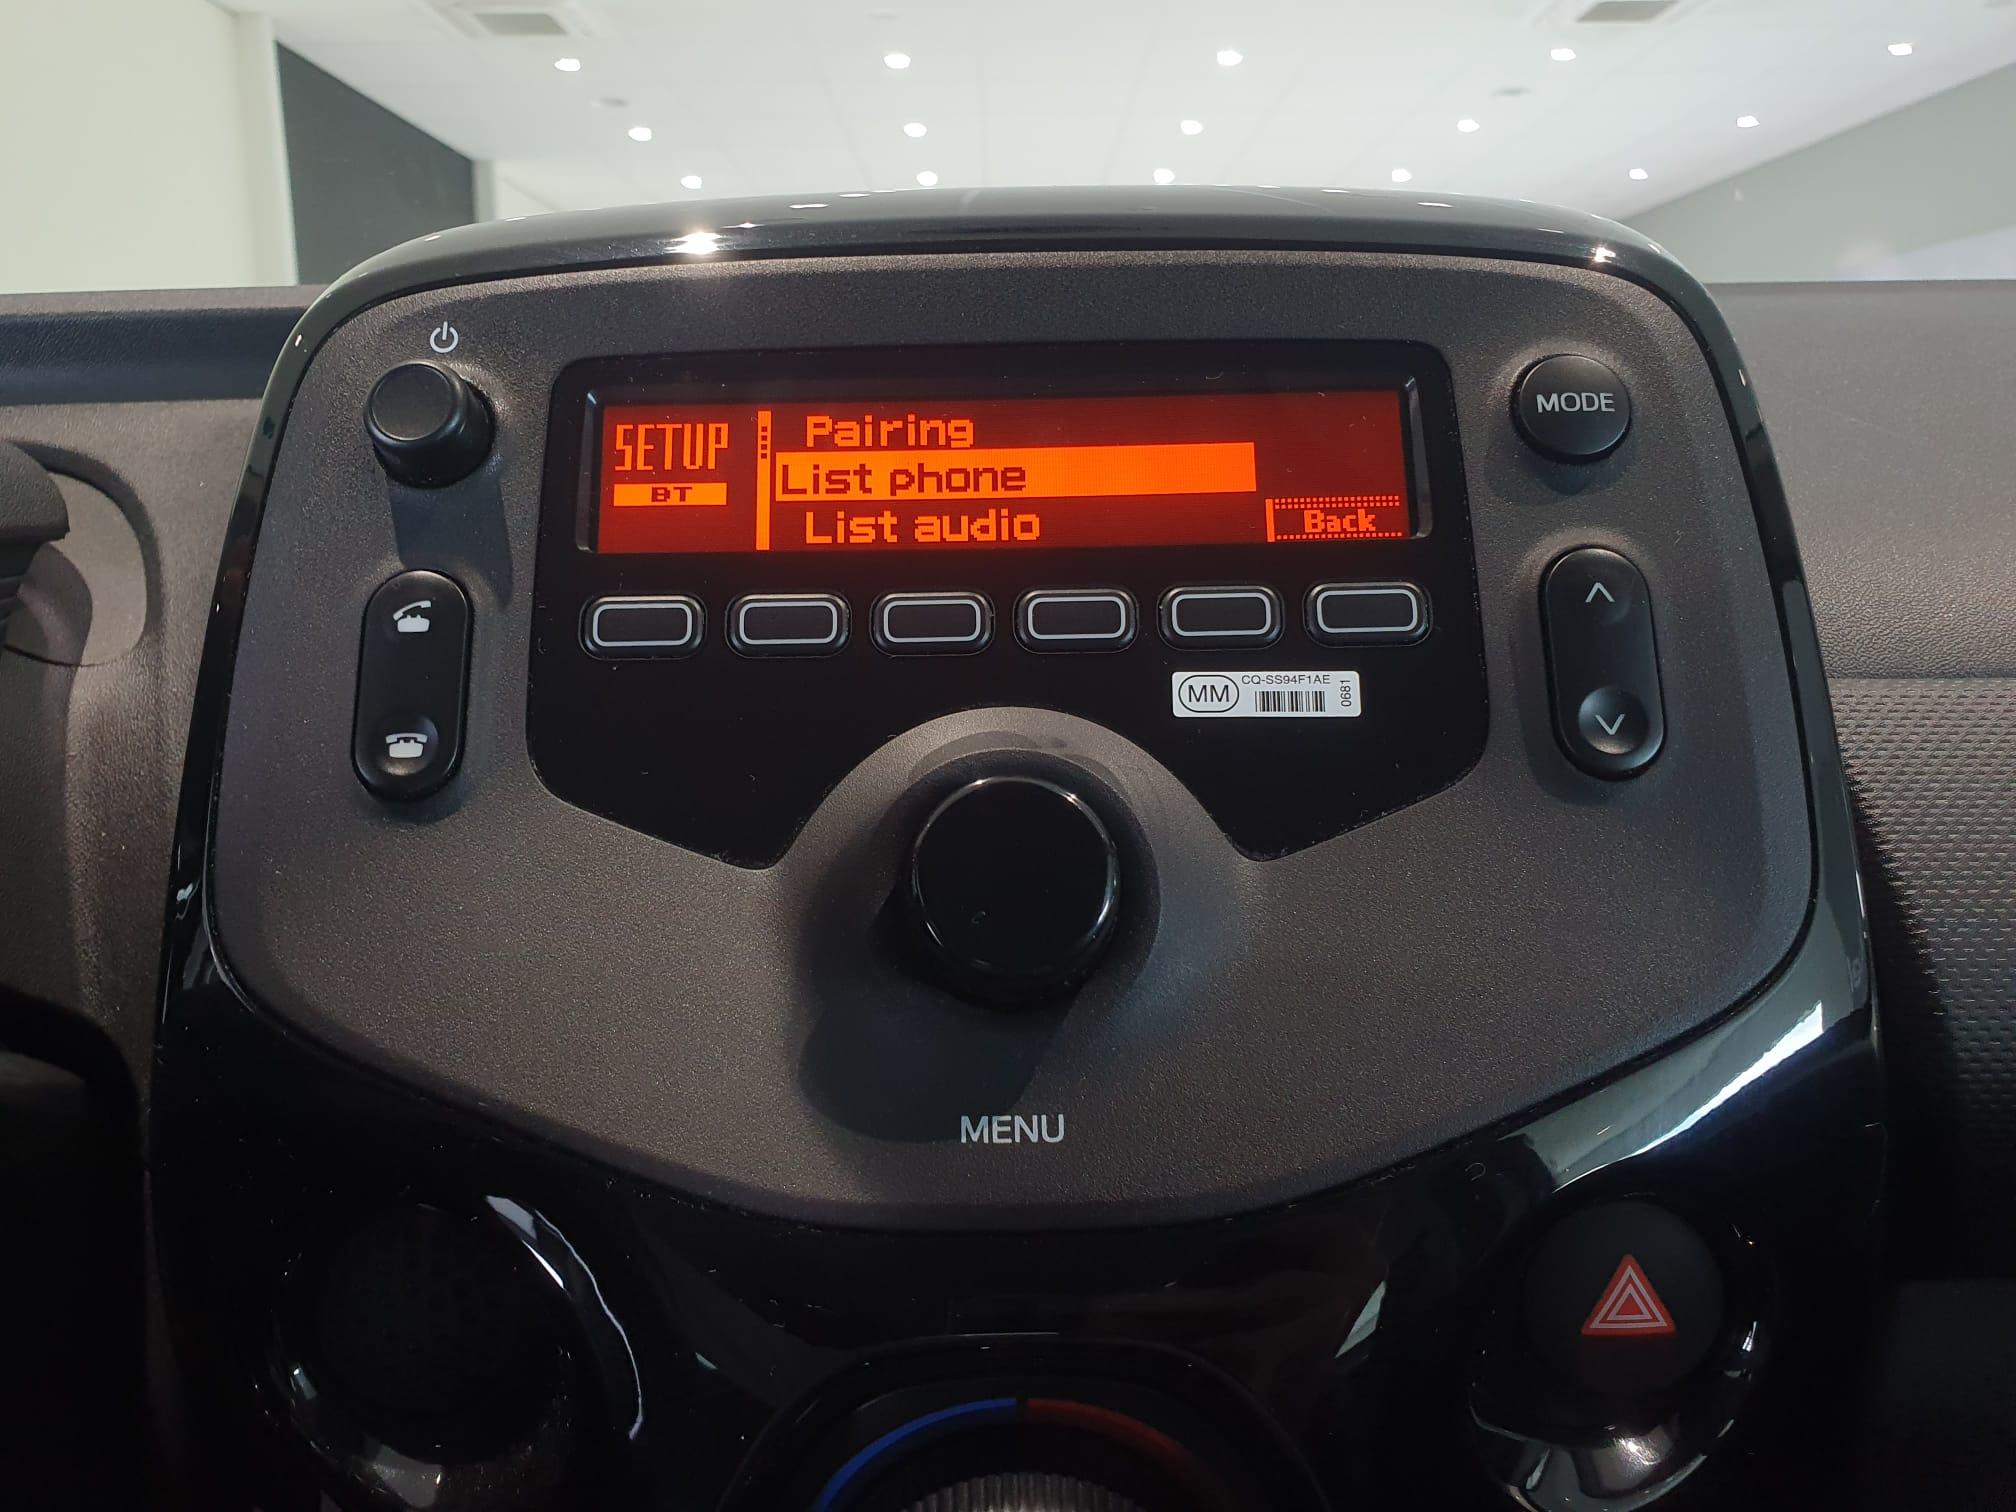 SETUP
BT
Pairing
List phone
List audio
Back
MODE
MM
CQ-SS94F1AE
0681
MENU